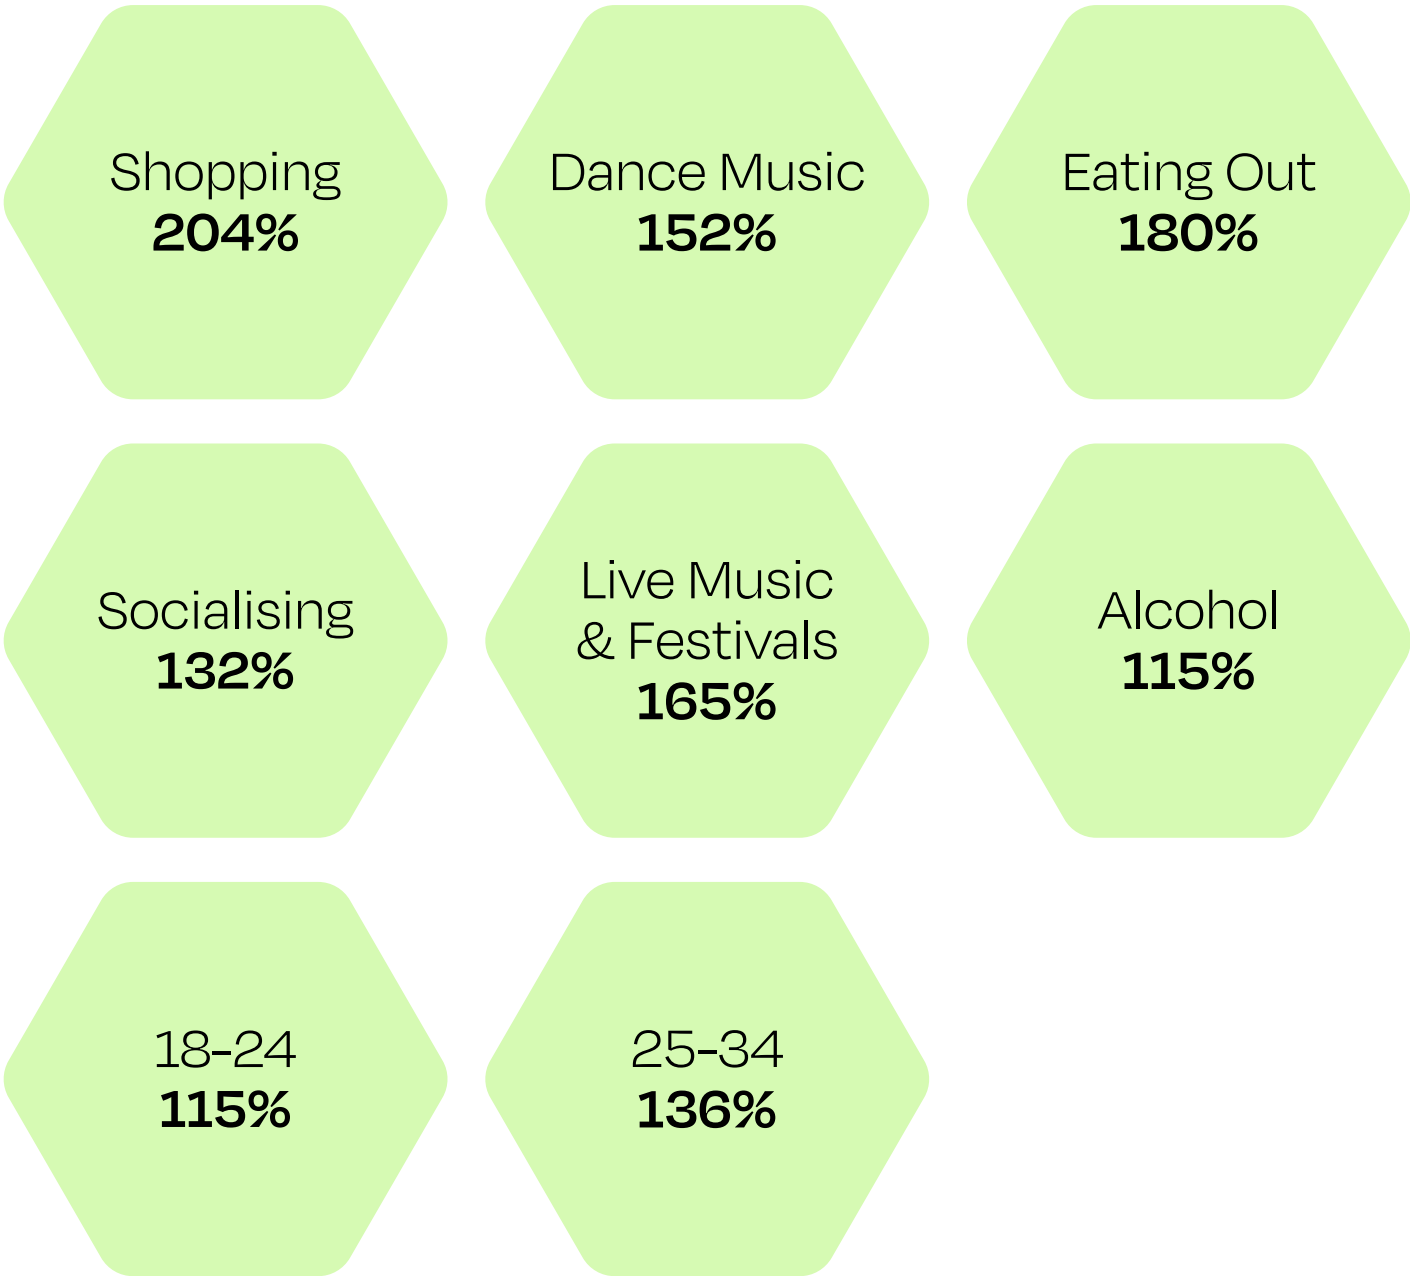 Shopping
204%
Dance Music
152%
Eating Out
180%
Socialising
132%
Live Music
& Festivals
165%
Alcohol
115%
18-24
115%
25-34
136%